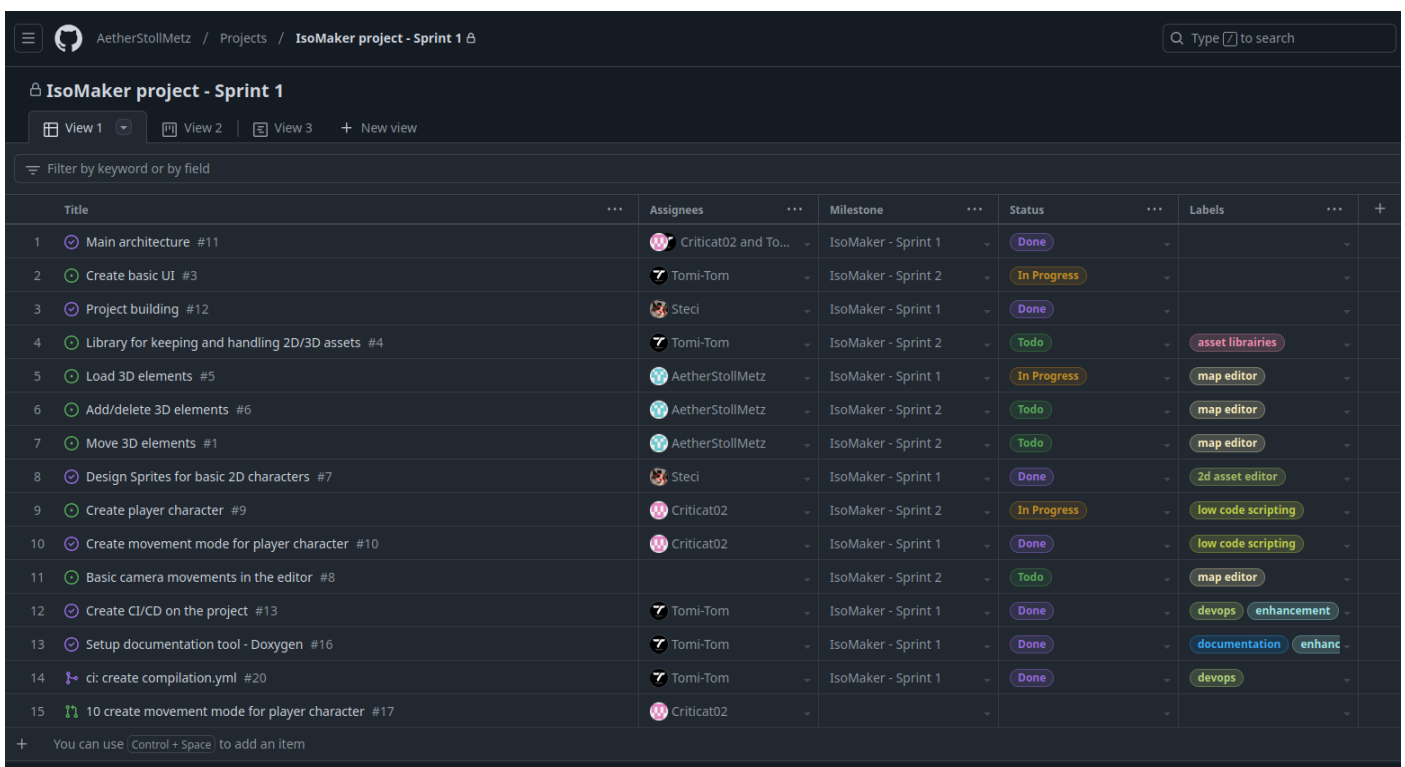 AetherStollMetz / Projects / IsoMaker project - Sprint 1 Type / to search
IsoMaker project - Sprint 1
View 1 View 2 View 3 + New view
Filter by keyword or by field
Title ... Assignees ... Milestone ... Status ... Labels ... +
1 Main architecture #11 Criticat02 and To... IsoMaker - Sprint 1 Done
2 Create basic UI #3 Tomi-Tom IsoMaker - Sprint 2 In Progress
3 Project building #12 Steci IsoMaker - Sprint 1 Done
4 Library for keeping and handling 2D/3D assets #4 Tomi-Tom IsoMaker - Sprint 2 Todo asset librairies
5 Load 3D elements #5 AetherStollMetz IsoMaker - Sprint 1 In Progress map editor
6 Add/delete 3D elements #6 AetherStollMetz IsoMaker - Sprint 2 Todo map editor
7 Move 3D elements #1 AetherStollMetz IsoMaker - Sprint 2 Todo map editor
8 Design Sprites for basic 2D characters #7 Steci IsoMaker - Sprint 1 Done 2d asset editor
9 Create player character #9 Criticat02 IsoMaker - Sprint 2 In Progress low code scripting
10 Create movement mode for player character #10 Criticat02 IsoMaker - Sprint 1 Done low code scripting
11 Basic camera movements in the editor #8 IsoMaker - Sprint 2 Todo map editor
12 Create CI/CD on the project #13 Tomi-Tom IsoMaker - Sprint 1 Done devops enhancement
13 Setup documentation tool - Doxygen #16 Tomi-Tom IsoMaker - Sprint 1 Done documentation enhanc
14 ci: create compilation.yml #20 Tomi-Tom IsoMaker - Sprint 1 Done devops
15 10 create movement mode for player character #17 Criticat02
+ You can use Control + Space to add an item